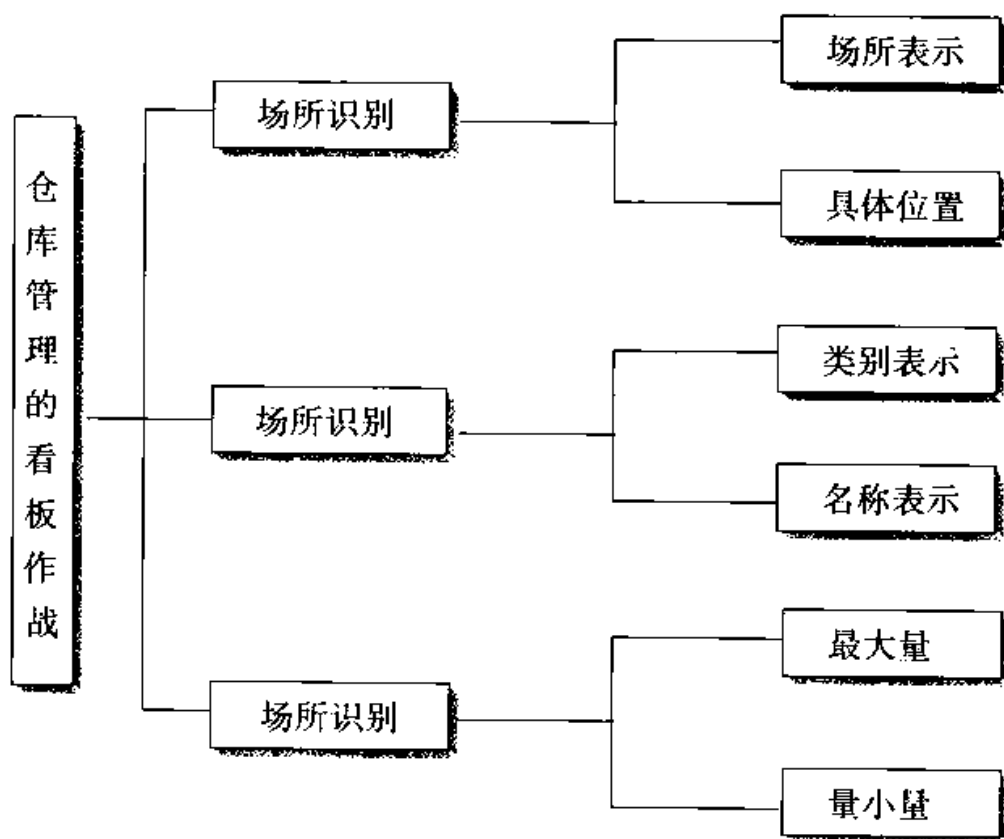 仓库管理的看板作战
场所识别
场所表示
具体位置
场所识别
类别表示
名称表示
场所识别
最大量
量小量